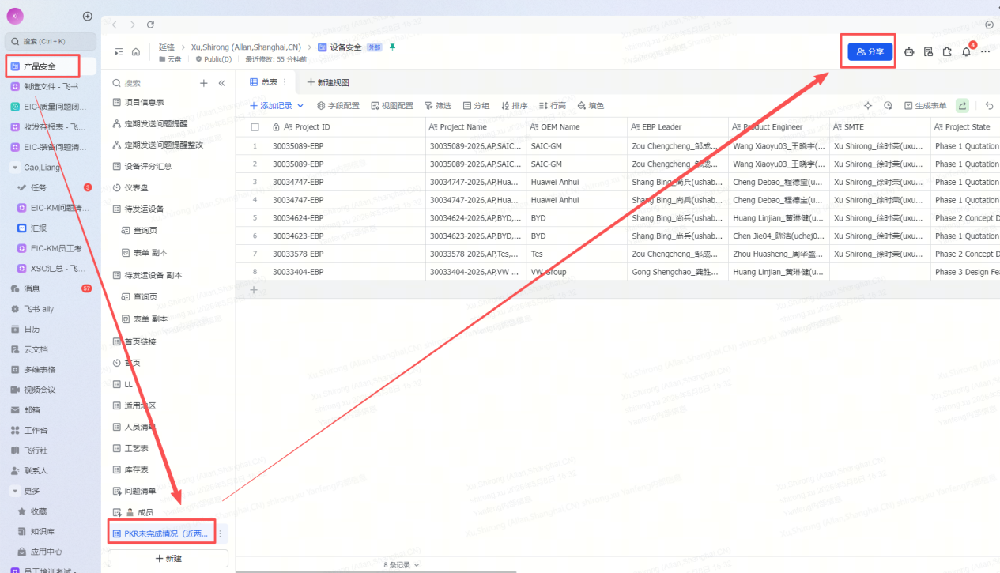 X(
搜索 (Ctrl + K)
产品安全
制造文件 - 飞书...
EIC-质量问题闭...
收发存报表 - 飞...
EIC-装备问题清...
Cao,Liang
任务
3
EIC-KM问题清...
汇报
EIC-KM员工考...
XSO汇总 - 飞...
消息
57
飞书 aily
日历
云文档
多维表格
视频会议
邮箱
工作台
飞行社
联系人
更多
收藏
知识库
应用中心
员工培训考试 -
延锋 > Xu,Shirong (Allan,Shanghai,CN) > 设备安全 外部
云盘 | Public(D) | 最近修改: 55 分钟前
分享
4
搜索
项目信息表
定期发送问题提醒
定期发送问题提醒整改
设备评分汇总
仪表盘
待发运设备
查询页
表单 副本
待发运设备 副本
查询页
表单 副本
首页链接
首页
LL
适用地区
人员清单
工艺表
库存表
问题清单
成员
PKR未完成情况（近两...
新建
总表
新建视图
添加记录 字段配置 视图配置 筛选 分组 排序 行高 填色 生成表单
Project ID Project Name OEM Name EBP Leader Product Engineer SMTE Project State
1 30035089-EBP 30035089-2026,AP,SAIC... SAIC-GM Zou Chengcheng_邹成... Wang Xiaoyu03_王晓宇(... Xu Shirong_徐时荣(uxu... Phase 1 Quotation
2 30035089-EBP 30035089-2026,AP,SAIC... SAIC-GM Zou Chengcheng_邹成... Wang Xiaoyu03_王晓宇(... Xu Shirong_徐时荣(uxu... Phase 1 Quotation
3 30034747-EBP 30034747-2026,AP,Hua... Huawei Anhui Shang Bing_尚兵(ushab... Cheng Debao_程德宝(u... Xu Shirong_徐时荣(uxu... Phase 1 Quotation
4 30034747-EBP 30034747-2026,AP,Hua... Huawei Anhui Shang Bing_尚兵(ushab... Cheng Debao_程德宝(u... Xu Shirong_徐时荣(uxu... Phase 1 Quotation
5 30034624-EBP 30034624-2026,AP,BYD,... BYD Shang Bing_尚兵(ushab... Huang Linjian_黄琳健(u... Xu Shirong_徐时荣(uxu... Phase 2 Concept D
6 30034623-EBP 30034623-2026,AP,BYD,... BYD Shang Bing_尚兵(ushab... Chen Jie04_陈洁(uchej0... Xu Shirong_徐时荣(uxu... Phase 1 Quotation
7 30033578-EBP 30033578-2026,AP,Tes,... Tes Zou Chengcheng_邹成... Zhou Huasheng_周华盛... Xu Shirong_徐时荣(uxu... Phase 2 Concept D
8 30033404-EBP 30033404-2026,AP,VW ... VW Group Gong Shengchao_龚胜... Huang Linjian_黄琳健(u... Phase 3 Design Fea
8 条记录